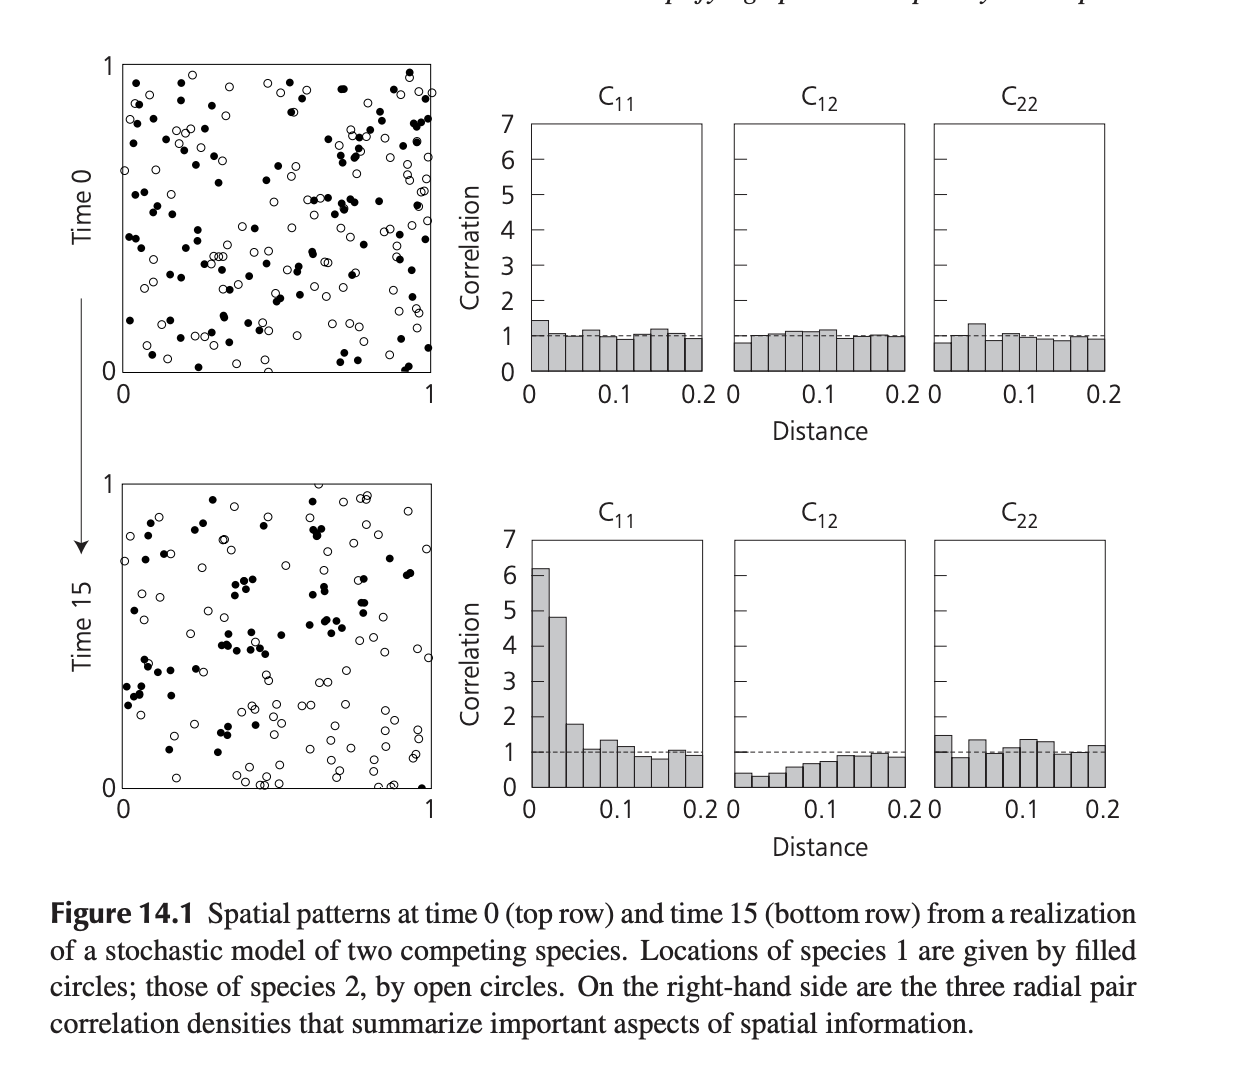 1
Time 0
0
0
1
C11
C12
C22
Correlation
7
6
5
4
3
2
1
0
0
0.1
0.2
0
0.1
0.2
0
0.1
0.2
Distance
1
Time 15
0
0
1
C11
C12
C22
Correlation
7
6
5
4
3
2
1
0
0
0.1
0.2
0
0.1
0.2
0
0.1
0.2
Distance
Figure 14.1 Spatial patterns at time 0 (top row) and time 15 (bottom row) from a realization
of a stochastic model of two competing species. Locations of species 1 are given by filled
circles; those of species 2, by open circles. On the right-hand side are the three radial pair
correlation densities that summarize important aspects of spatial information.